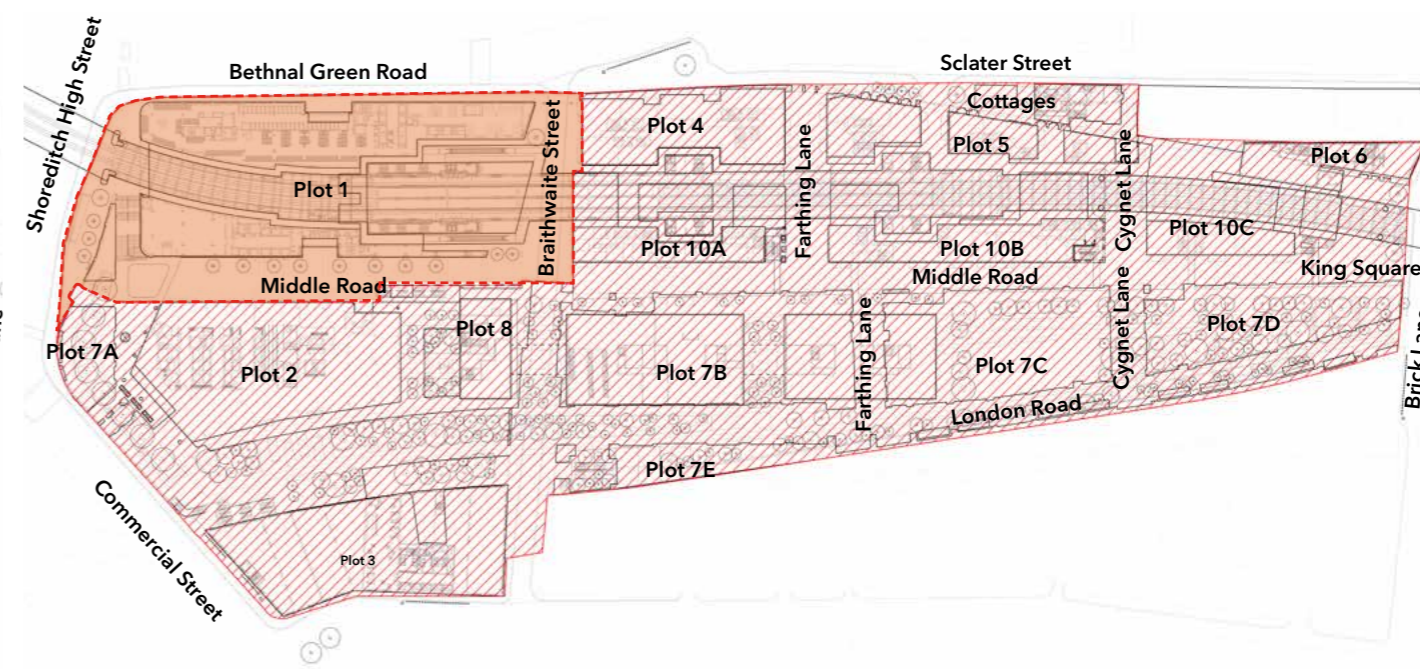 Shoreditch High Street
Bethnal Green Road
Sclater Street
Cottages
Plot 4
Plot 5
Plot 6
Plot 1
Braithwaite Street
Farthing Lane
Cygnet Lane
Plot 10A
Plot 10B
Plot 10C
Middle Road
Middle Road
King Square
Plot 7A
Plot 2
Plot 8
Plot 7B
Farthing Lane
Plot 7C
Cygnet Lane
Plot 7D
London Road
Plot 7E
Plot 3
Commercial Street
Brick